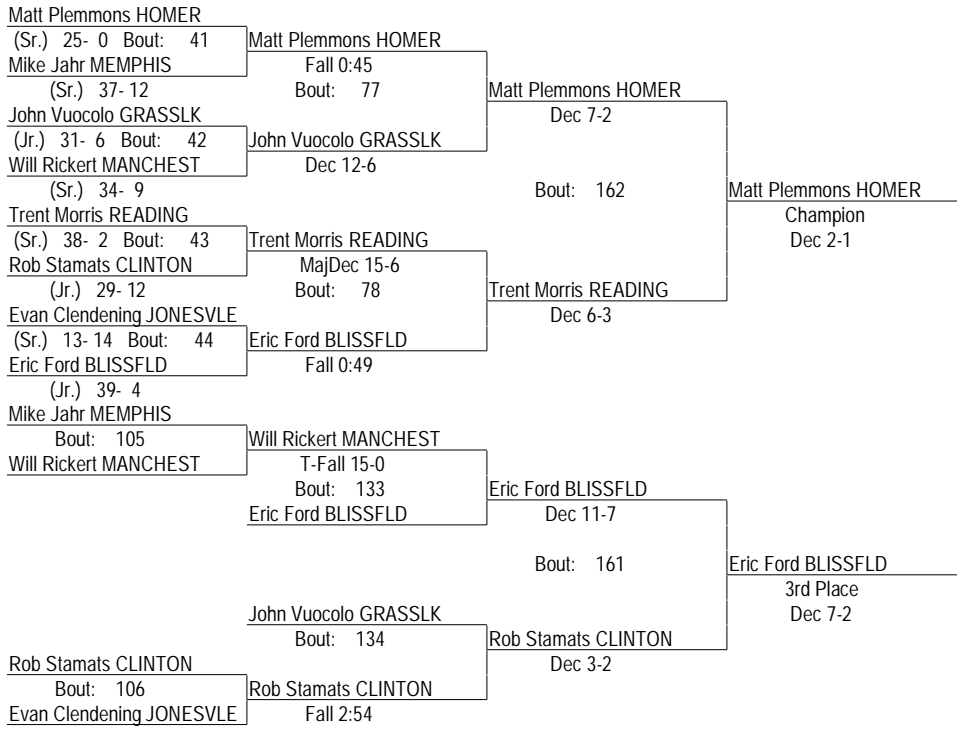 Matt Plemmons HOMER
(Sr.) 25- 0 Bout: 41 Matt Plemmons HOMER
Mike Jahr MEMPHIS Fall 0:45
(Sr.) 37- 12 Bout: 77 Matt Plemmons HOMER
John Vuocolo GRASSLK Dec 7-2
(Jr.) 31- 6 Bout: 42 John Vuocolo GRASSLK
Will Rickert MANCHEST Dec 12-6
(Sr.) 34- 9 Bout: 162 Matt Plemmons HOMER
Trent Morris READING Champion
(Sr.) 38- 2 Bout: 43 Trent Morris READING Dec 2-1
Rob Stamats CLINTON MajDec 15-6
(Jr.) 29- 12 Bout: 78 Trent Morris READING
Evan Clendening JONESVLE Dec 6-3
(Sr.) 13- 14 Bout: 44 Eric Ford BLISSFLD
Eric Ford BLISSFLD Fall 0:49
(Jr.) 39- 4
Mike Jahr MEMPHIS
Bout: 105 Will Rickert MANCHEST
Will Rickert MANCHEST T-Fall 15-0
Bout: 133 Eric Ford BLISSFLD
Eric Ford BLISSFLD Dec 11-7
Bout: 161 Eric Ford BLISSFLD
3rd Place
John Vuocolo GRASSLK Dec 7-2
Bout: 134 Rob Stamats CLINTON
Rob Stamats CLINTON Dec 3-2
Bout: 106 Rob Stamats CLINTON
Evan Clendening JONESVLE Fall 2:54